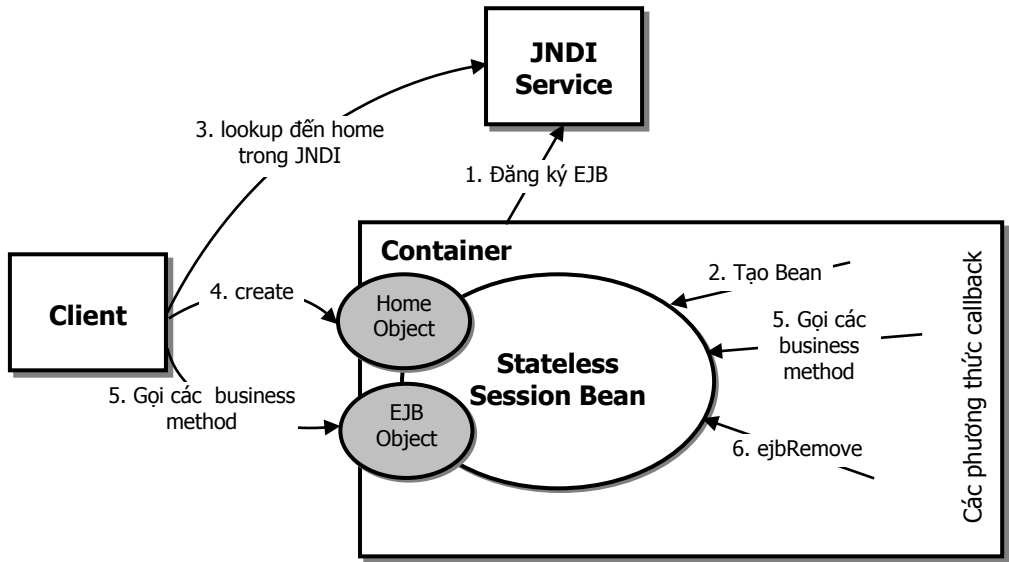 JNDI
Service
3. lookup đến home
trong JNDI
1. Đăng ký EJB
Container
Client
4. create
Home
Object
2. Tạo Bean
5. Gọi các
business
method
Stateless
Session Bean
5. Gọi các  business
method
EJB
Object
6. ejbRemove
Các phương thức callback